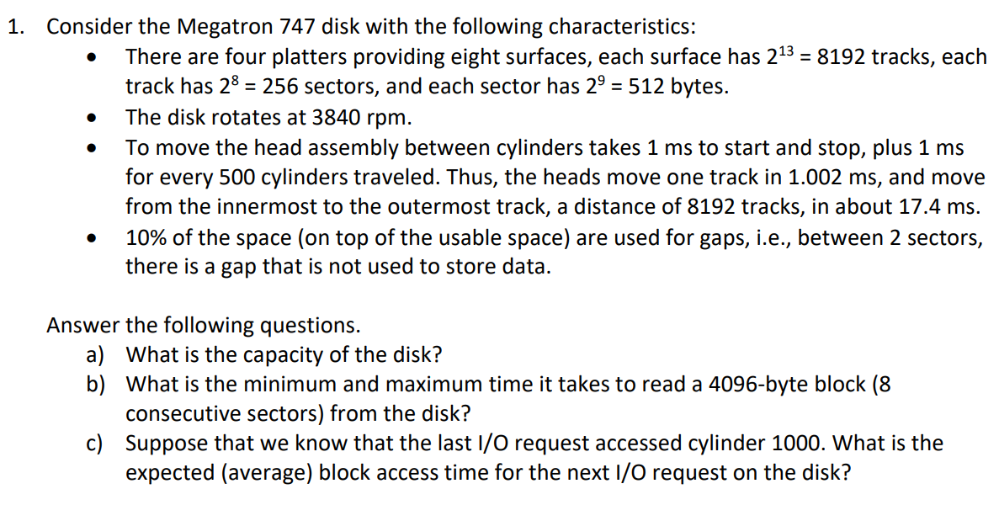 1. Consider the Megatron 747 disk with the following characteristics:
• There are four platters providing eight surfaces, each surface has 2¹³ = 8192 tracks, each
track has 2⁸ = 256 sectors, and each sector has 2⁹ = 512 bytes.
• The disk rotates at 3840 rpm.
• To move the head assembly between cylinders takes 1 ms to start and stop, plus 1 ms
for every 500 cylinders traveled. Thus, the heads move one track in 1.002 ms, and move
from the innermost to the outermost track, a distance of 8192 tracks, in about 17.4 ms.
• 10% of the space (on top of the usable space) are used for gaps, i.e., between 2 sectors,
there is a gap that is not used to store data.
Answer the following questions.
a) What is the capacity of the disk?
b) What is the minimum and maximum time it takes to read a 4096-byte block (8
consecutive sectors) from the disk?
c) Suppose that we know that the last I/O request accessed cylinder 1000. What is the
expected (average) block access time for the next I/O request on the disk?